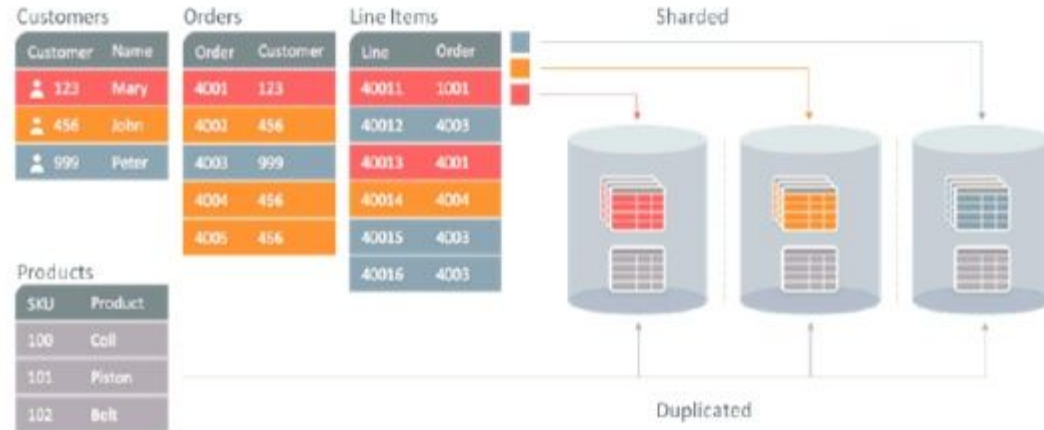 Customers
Customer Name
123 Mary
456 John
999 Peter
Orders
Order Customer
4001 123
4002 456
4003 999
4004 456
4005 456
Line Items
Line Order
40011 1001
40012 4003
40013 4001
40014 4004
40015 4003
40016 4003
Sharded
Products
SKU Product
100 Coil
101 Piston
102 Belt
Duplicated